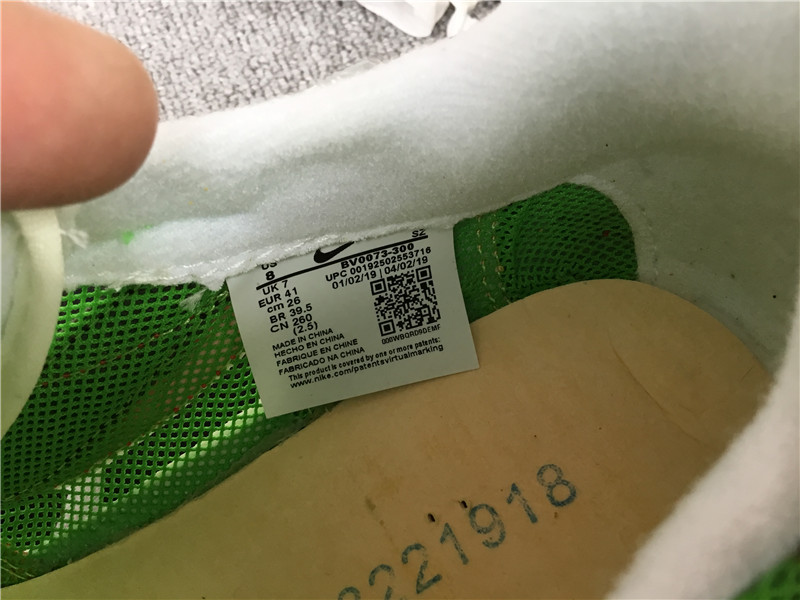 SZ
US
8
BV0073-300
UK 7
UPC 00192502553716
EUR 41
01/02/19 | 04/02/19
cm 26
BR 39.5
CN 260
(2.5)
MADE IN CHINA
HECHO EN CHINA
FABRIQUE EN CHINE
FABRICADO NA CHINA
This product is covered by one or more patents:
www.nike.com/patentsvirtualmarking
221918